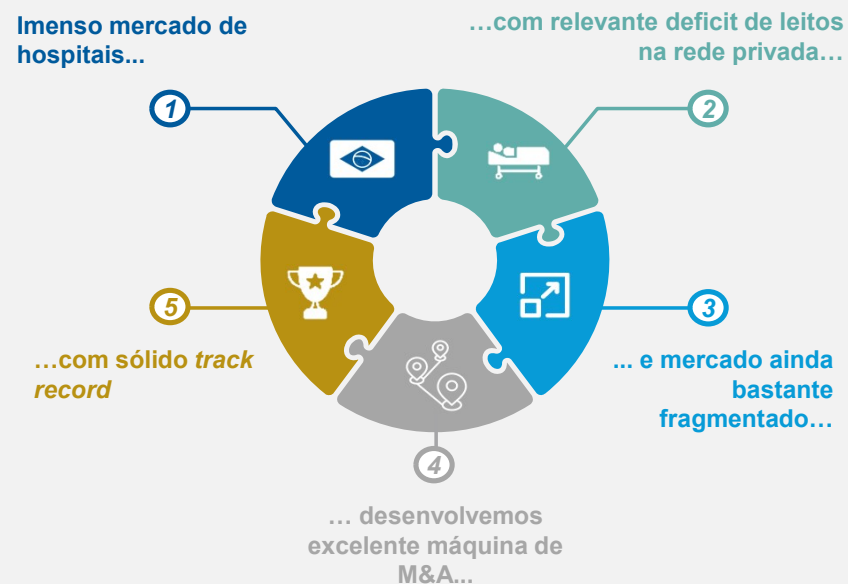 Imenso mercado de
hospitais...
1
…com relevante deficit de leitos
na rede privada…
2
3
... e mercado ainda
bastante
fragmentado…
4
… desenvolvemos
excelente máquina de
M&A...
5
…com sólido track
record